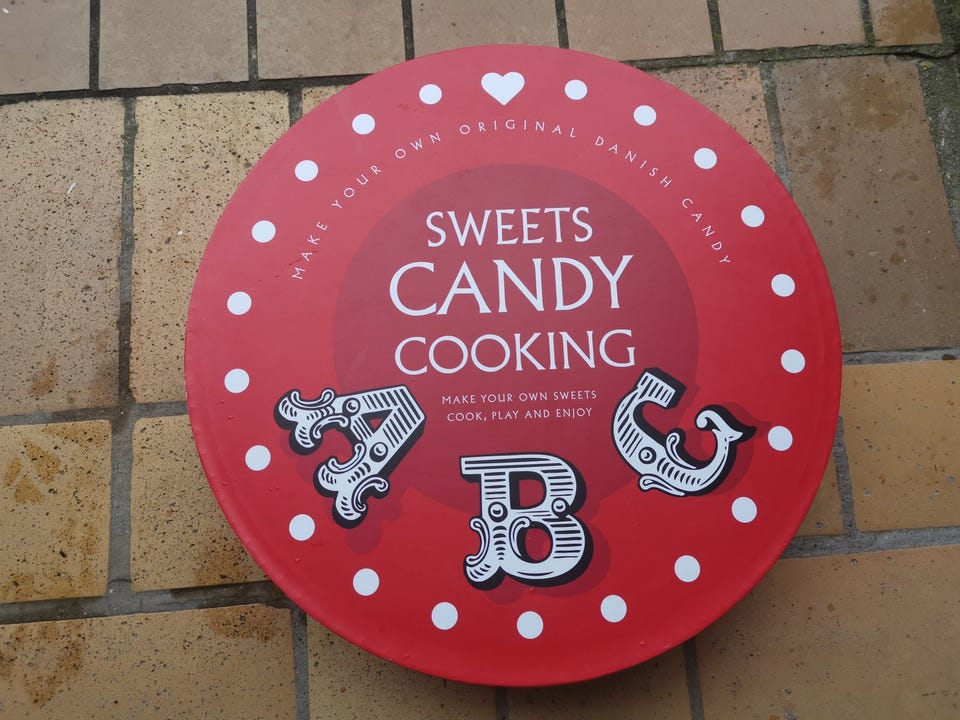 MAKE YOUR OWN ORIGINAL DANISH CANDY
SWEETS
CANDY
COOKING
MAKE YOUR OWN SWEETS
COOK, PLAY AND ENJOY
A B C